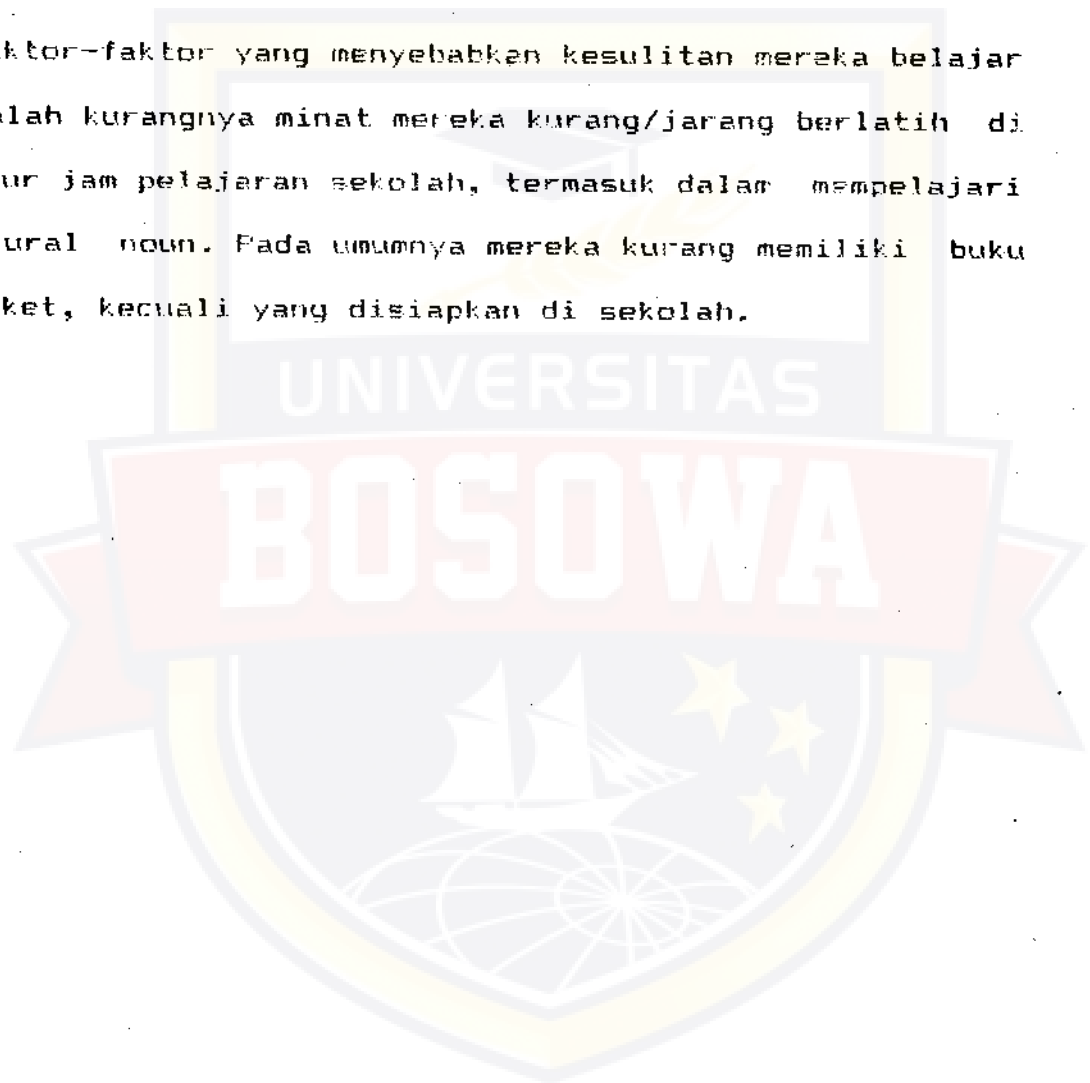 ktor-faktor yang menyebabkan kesulitan mereka belajar
alah kurangnya minat mereka kurang/jarang berlatih di
ur jam pelajaran sekolah, termasuk dalam mempelajari
ural noun. Pada umumnya mereka kurang memiliki buku
ket, kecuali yang disiapkan di sekolah.
UNIVERSITAS
BOSOWA